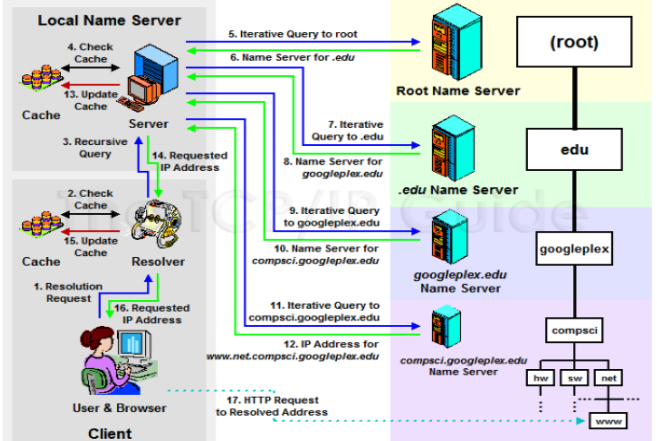 Local Name Server
4. Check
Cache
Cache
13. Update
Cache
Server
3. Recursive
Query
14. Requested
IP Address
2. Check
Cache
Cache
15. Update
Cache
Resolver
1. Resolution
Request
16. Requested
IP Address
User & Browser
Client
5. Iterative Query to root
6. Name Server for .edu
7. Iterative
Query to .edu
8. Name Server for
googleplex.edu
9. Iterative Query
to googleplex.edu
10. Name Server for
compsci.googleplex.edu
11. Iterative Query to
compsci.googleplex.edu
12. IP Address for
www.net.compsci.googleplex.edu
17. HTTP Request
to Resolved Address
Root Name Server
.edu Name Server
googleplex.edu
Name Server
compsci.googleplex.edu
Name Server
(root)
edu
googleplex
compsci
hw
sw
net
www
The TCP/IP Guide